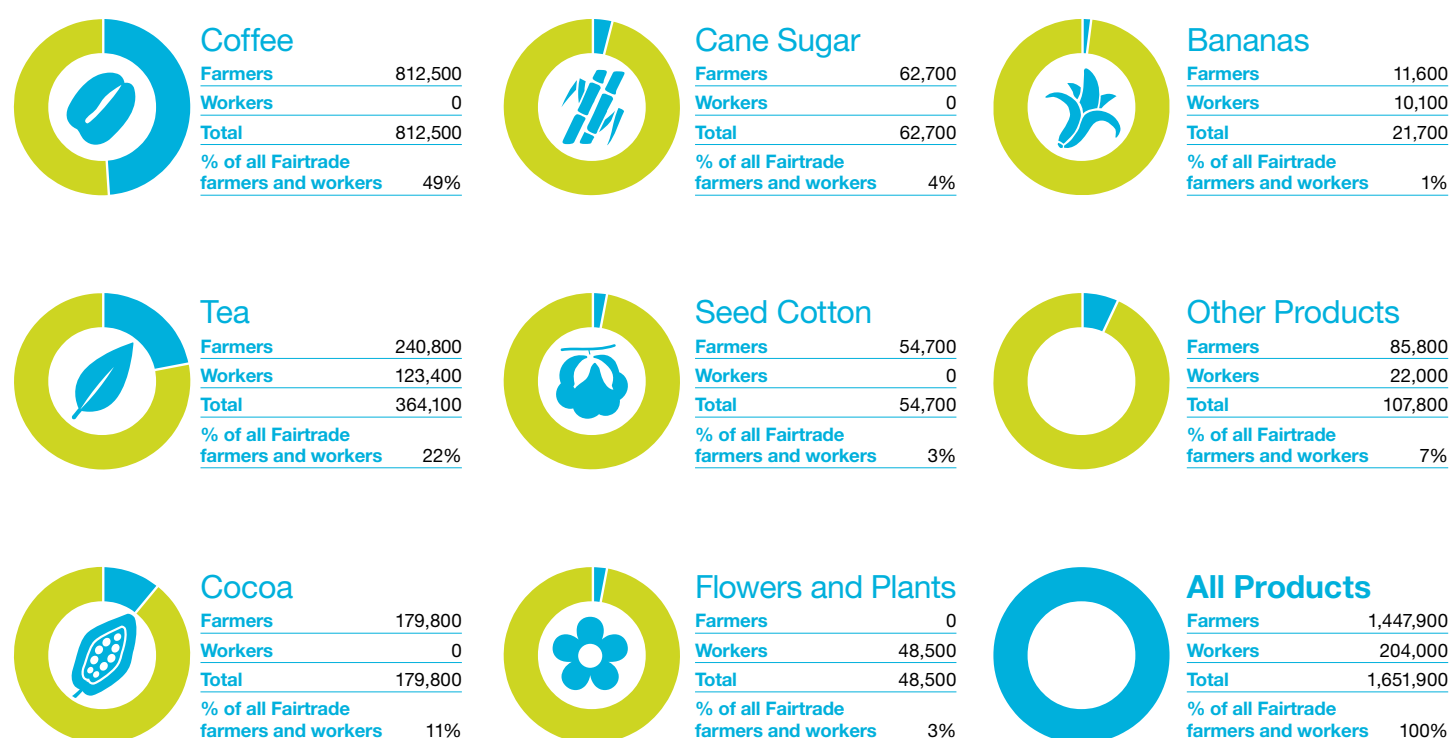 Coffee
Farmers 812,500
Workers 0
Total 812,500
% of all Fairtrade
farmers and workers 49%
Cane Sugar
Farmers 62,700
Workers 0
Total 62,700
% of all Fairtrade
farmers and workers 4%
Bananas
Farmers 11,600
Workers 10,100
Total 21,700
% of all Fairtrade
farmers and workers 1%
Tea
Farmers 240,800
Workers 123,400
Total 364,100
% of all Fairtrade
farmers and workers 22%
Seed Cotton
Farmers 54,700
Workers 0
Total 54,700
% of all Fairtrade
farmers and workers 3%
Other Products
Farmers 85,800
Workers 22,000
Total 107,800
% of all Fairtrade
farmers and workers 7%
Cocoa
Farmers 179,800
Workers 0
Total 179,800
% of all Fairtrade
farmers and workers 11%
Flowers and Plants
Farmers 0
Workers 48,500
Total 48,500
% of all Fairtrade
farmers and workers 3%
All Products
Farmers 1,447,900
Workers 204,000
Total 1,651,900
% of all Fairtrade
farmers and workers 100%